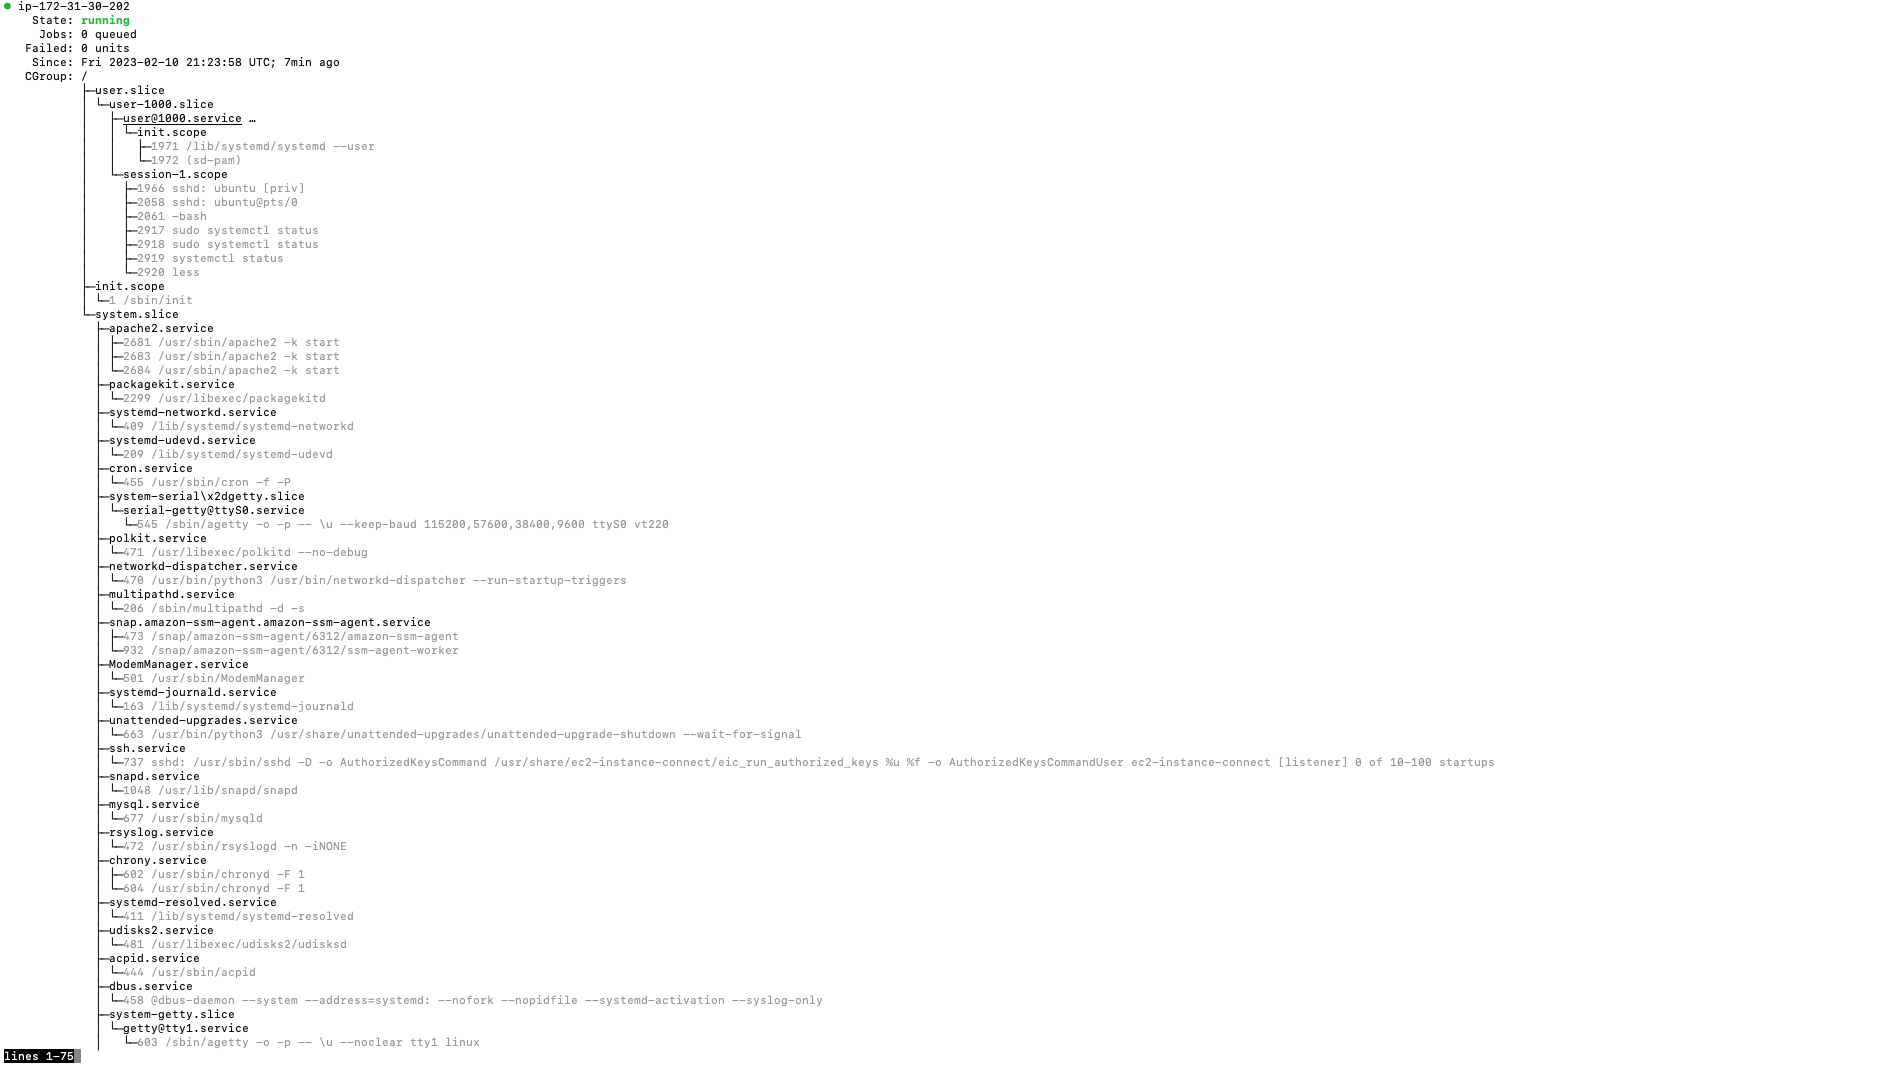 ● ip-172-31-30-202
    State: running
     Jobs: 0 queued
   Failed: 0 units
    Since: Fri 2023-02-10 21:23:58 UTC; 7min ago
   CGroup: /
           ├─user.slice
           │ └─user-1000.slice
           │   ├─user@1000.service …
           │   │ └─init.scope
           │   │   ├─1971 /lib/systemd/systemd --user
           │   │   └─1972 (sd-pam)
           │   └─session-1.scope
           │     ├─1966 sshd: ubuntu [priv]
           │     ├─2058 sshd: ubuntu@pts/0
           │     ├─2061 -bash
           │     ├─2917 sudo systemctl status
           │     ├─2918 sudo systemctl status
           │     ├─2919 systemctl status
           │     └─2920 less
           ├─init.scope
           │ └─1 /sbin/init
           └─system.slice
             ├─apache2.service
             │ ├─2681 /usr/sbin/apache2 -k start
             │ ├─2683 /usr/sbin/apache2 -k start
             │ └─2684 /usr/sbin/apache2 -k start
             ├─packagekit.service
             │ └─2299 /usr/libexec/packagekitd
             ├─systemd-networkd.service
             │ └─409 /lib/systemd/systemd-networkd
             ├─systemd-udevd.service
             │ └─209 /lib/systemd/systemd-udevd
             ├─cron.service
             │ └─455 /usr/sbin/cron -f -P
             ├─system-serial\x2dgetty.slice
             │ └─serial-getty@ttyS0.service
             │   └─545 /sbin/agetty -o -p -- \u --keep-baud 115200,57600,38400,9600 ttyS0 vt220
             ├─polkit.service
             │ └─471 /usr/libexec/polkitd --no-debug
             ├─networkd-dispatcher.service
             │ └─470 /usr/bin/python3 /usr/bin/networkd-dispatcher --run-startup-triggers
             ├─multipathd.service
             │ └─206 /sbin/multipathd -d -s
             ├─snap.amazon-ssm-agent.amazon-ssm-agent.service
             │ ├─473 /snap/amazon-ssm-agent/6312/amazon-ssm-agent
             │ └─932 /snap/amazon-ssm-agent/6312/ssm-agent-worker
             ├─ModemManager.service
             │ └─501 /usr/sbin/ModemManager
             ├─systemd-journald.service
             │ └─163 /lib/systemd/systemd-journald
             ├─unattended-upgrades.service
             │ └─663 /usr/bin/python3 /usr/share/unattended-upgrades/unattended-upgrade-shutdown --wait-for-signal
             ├─ssh.service
             │ └─737 sshd: /usr/sbin/sshd -D -o AuthorizedKeysCommand /usr/share/ec2-instance-connect/eic_run_authorized_keys %u %f -o AuthorizedKeysCommandUser ec2-instance-connect [listener] 0 of 10-100 startups
             ├─snapd.service
             │ └─1048 /usr/lib/snapd/snapd
             ├─mysql.service
             │ └─677 /usr/sbin/mysqld
             ├─rsyslog.service
             │ └─472 /usr/sbin/rsyslogd -n -iNONE
             ├─chrony.service
             │ ├─602 /usr/sbin/chronyd -F 1
             │ └─604 /usr/sbin/chronyd -F 1
             ├─systemd-resolved.service
             │ └─411 /lib/systemd/systemd-resolved
             ├─udisks2.service
             │ └─481 /usr/libexec/udisks2/udisksd
             ├─acpid.service
             │ └─444 /usr/sbin/acpid
             ├─dbus.service
             │ └─458 @dbus-daemon --system --address=systemd: --nofork --nopidfile --systemd-activation --syslog-only
             ├─system-getty.slice
             │ └─getty@tty1.service
             │   └─603 /sbin/agetty -o -p -- \u --noclear tty1 linux
lines 1-75